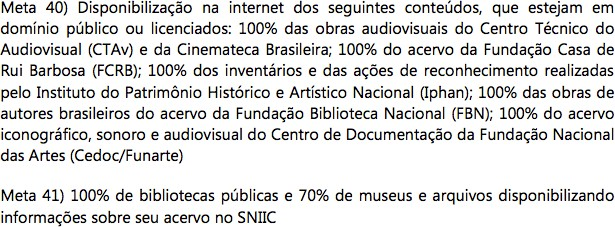 Meta 40) Disponibilização na internet dos seguintes conteúdos, que estejam em
domínio público ou licenciados: 100% das obras audiovisuais do Centro Técnico do
Audiovisual (CTAv) e da Cinemateca Brasileira; 100% do acervo da Fundação Casa de
Rui Barbosa (FCRB); 100% dos inventários e das ações de reconhecimento realizadas
pelo Instituto do Patrimônio Histórico e Artístico Nacional (Iphan); 100% das obras de
autores brasileiros do acervo da Fundação Biblioteca Nacional (FBN); 100% do acervo
iconográfico, sonoro e audiovisual do Centro de Documentação da Fundação Nacional
das Artes (Cedoc/Funarte)
Meta 41) 100% de bibliotecas públicas e 70% de museus e arquivos disponibilizando
informações sobre seu acervo no SNIIC